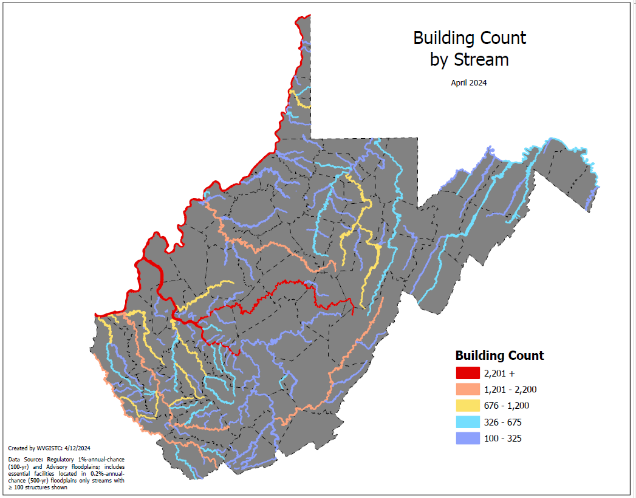 Building Count
by Stream
April 2024
Building Count
2,201 +
1,201 - 2,200
676 - 1,200
326 - 675
100 - 325
Created by WVGISTC: 4/12/2024
Data Source: Regulatory 1%-annual-chance
(100-yr) and Advisory floodplains; includes
essential facilities located in 0.2%-annual-
chance (500-yr) floodplains only streams with
≥ 100 structures shown